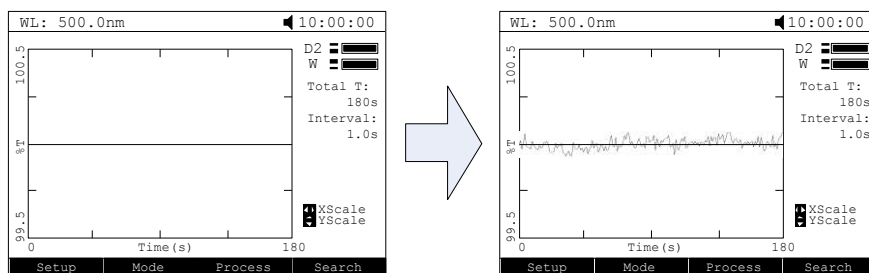 WL: 500.0nm 10:00:00
100.5
%T
99.5
D2
W
Total T:
180s
Interval:
1.0s
XScale
YScale
0 Time(s) 180
Setup Mode Process Search
WL: 500.0nm 10:00:00
100.5
%T
99.5
D2
W
Total T:
180s
Interval:
1.0s
XScale
YScale
0 Time(s) 180
Setup Mode Process Search